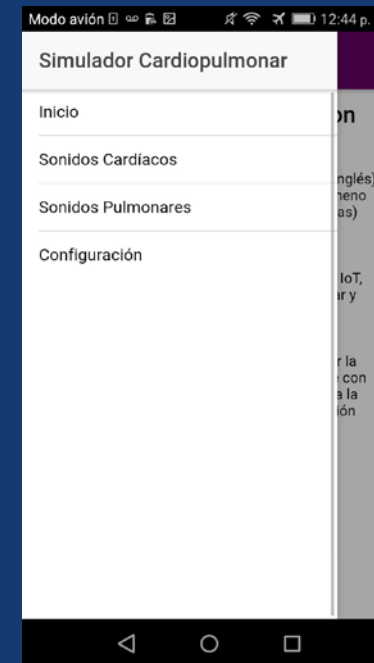 Modo avión 12:44 p.
Simulador Cardiopulmonar
Inicio
on
nglés)
neno
as)
Sonidos Cardíacos
Sonidos Pulmonares
Configuración
IoT,
ar y
r la
con
a la
ión